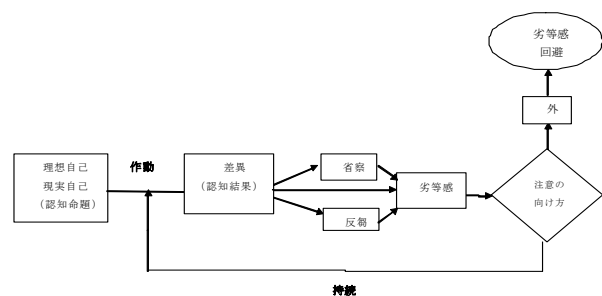 劣等感
回避
外
理想自己
現実自己
（認知命題）
作動
差異
（認知結果）
省察
反芻
劣等感
注意の
向け方
持続